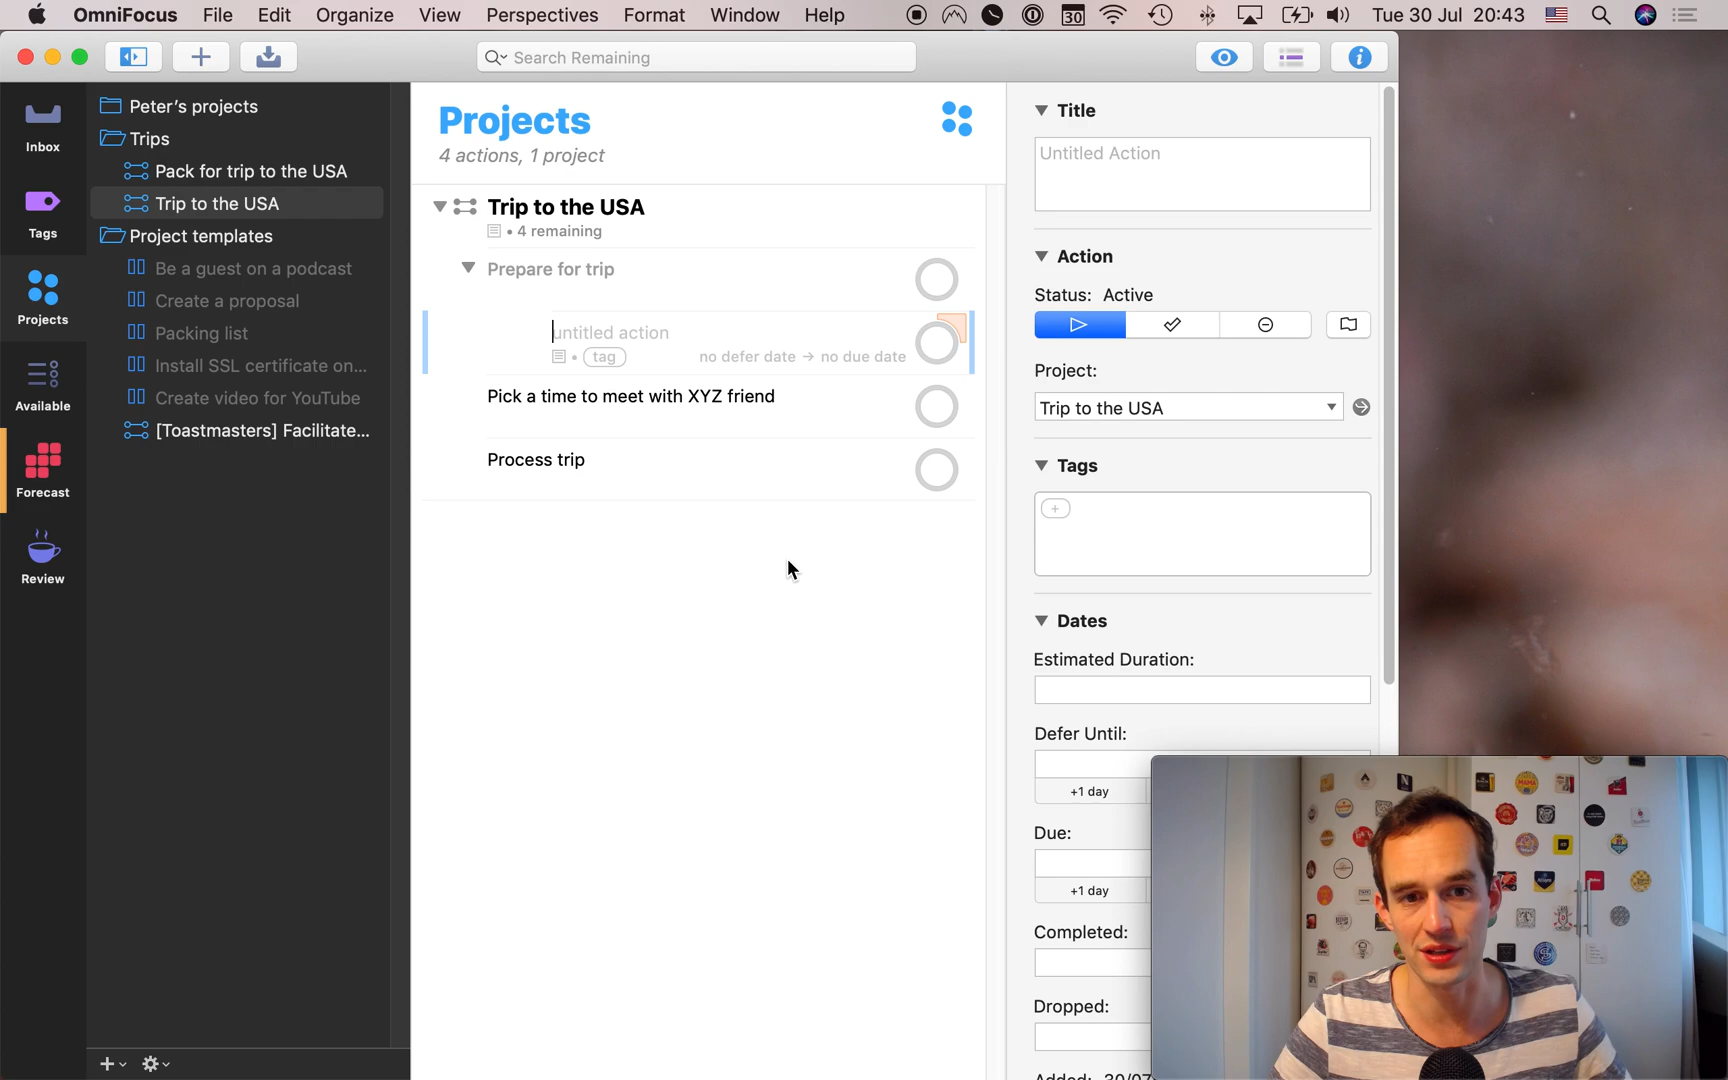 OmniFocus File Edit Organize View Perspectives Format Window Help 30 Tue 30 Jul 20:43
Search Remaining
Inbox
Tags
Projects
Available
Forecast
Review
Peter's projects
Trips
Pack for trip to the USA
Trip to the USA
Project templates
Be a guest on a podcast
Create a proposal
Packing list
Install SSL certificate on...
Create video for YouTube
[Toastmasters] Facilitate...
Projects
4 actions, 1 project
Trip to the USA
• 4 remaining
Prepare for trip
untitled action
• tag no defer date → no due date
Pick a time to meet with XYZ friend
Process trip
Title
Untitled Action
Action
Status: Active
Project:
Trip to the USA
Tags
Dates
Estimated Duration:
Defer Until:
+1 day
Due:
+1 day
Completed:
Dropped: